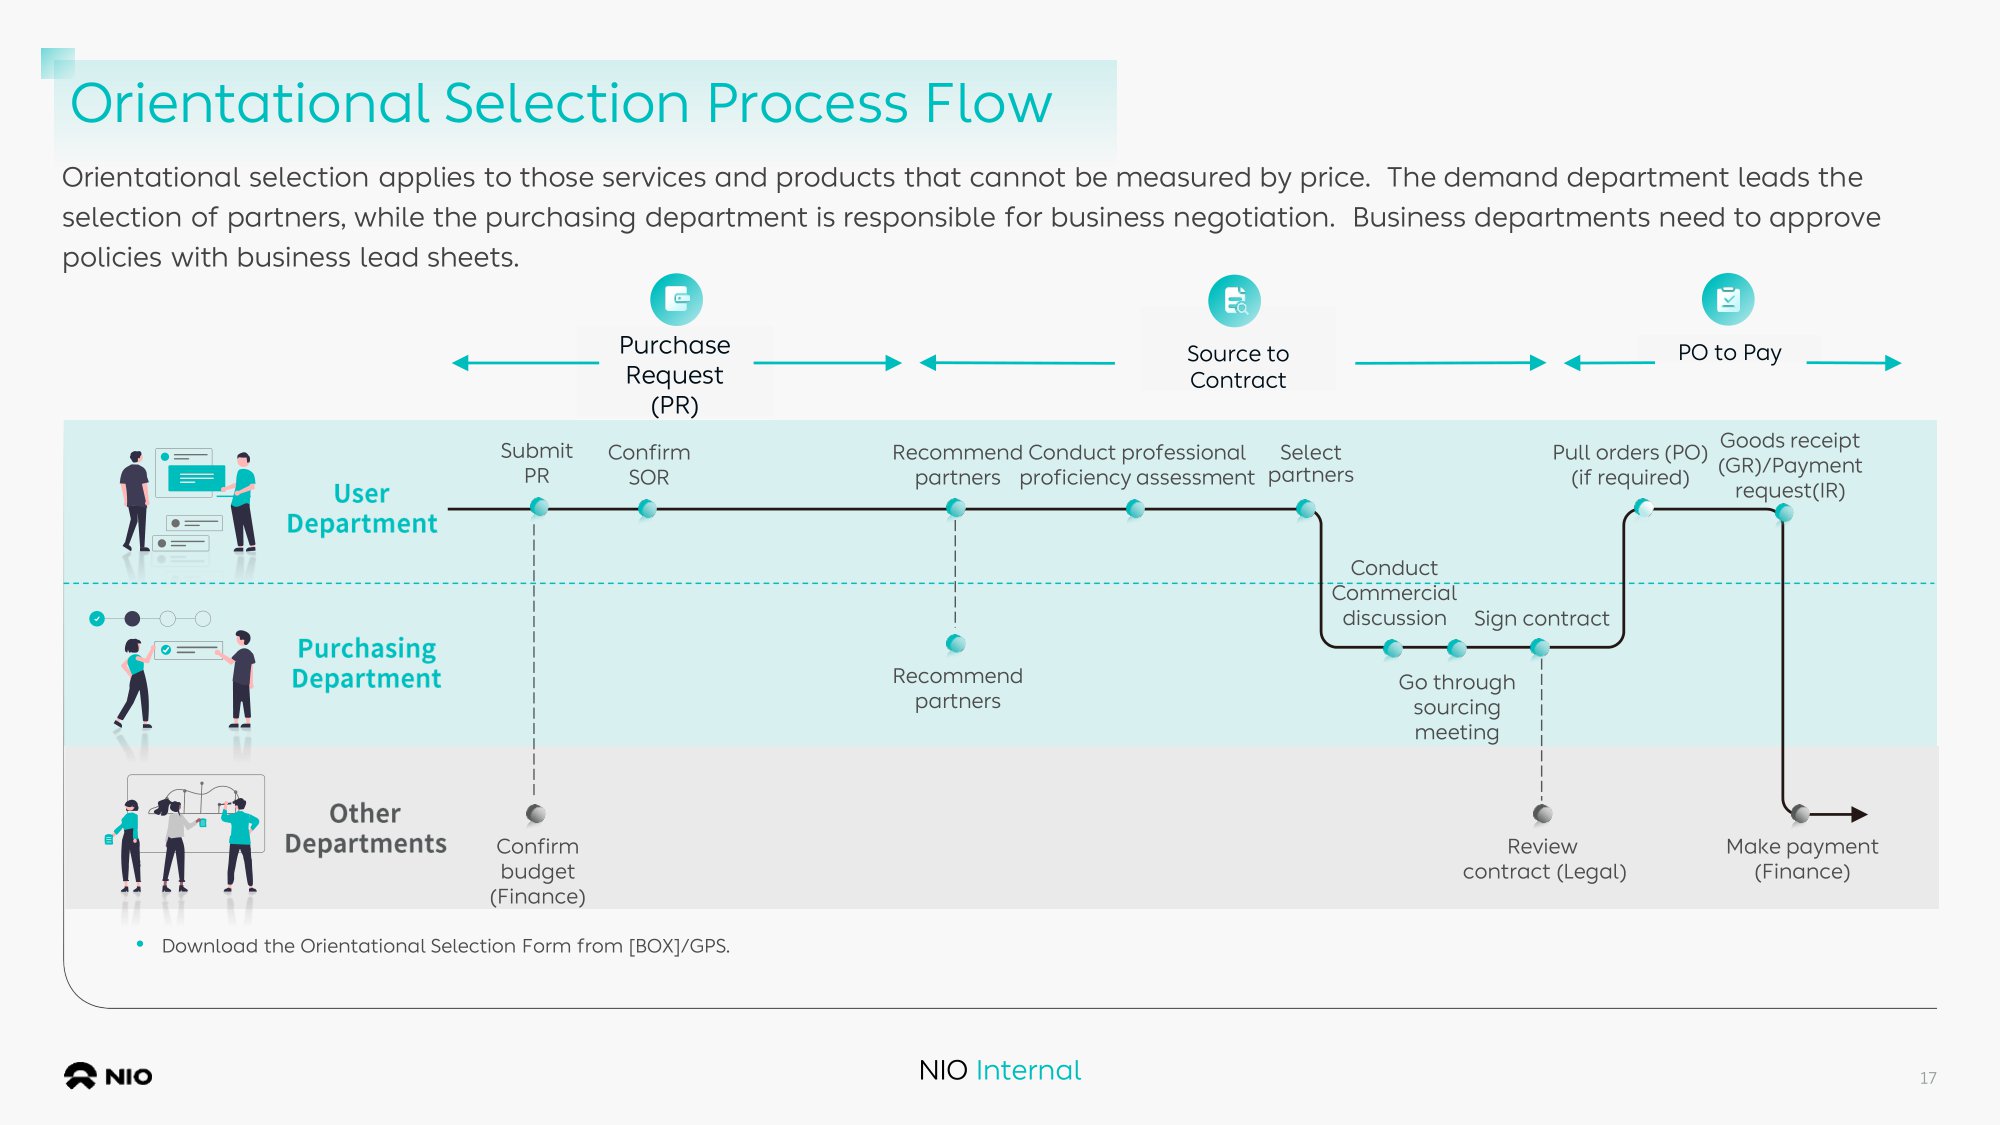 Orientational Selection Process Flow
Orientational selection applies to those services and products that cannot be measured by price.  The demand department leads the
selection of partners, while the purchasing department is responsible for business negotiation.  Business departments need to approve
policies with business lead sheets.
Purchase
Request
(PR)
Source to
Contract
PO to Pay
User
Department
Submit
PR
Confirm
SOR
Recommend
partners
Conduct professional
proficiency assessment
Select
partners
Pull orders (PO)
(if required)
Goods receipt
(GR)/Payment
request(IR)
Purchasing
Department
Recommend
partners
Conduct
Commercial
discussion
Go through
sourcing
meeting
Sign contract
Other
Departments
Confirm
budget
(Finance)
Review
contract (Legal)
Make payment
(Finance)
• Download the Orientational Selection Form from [BOX]/GPS.
NIO
NIO Internal
17